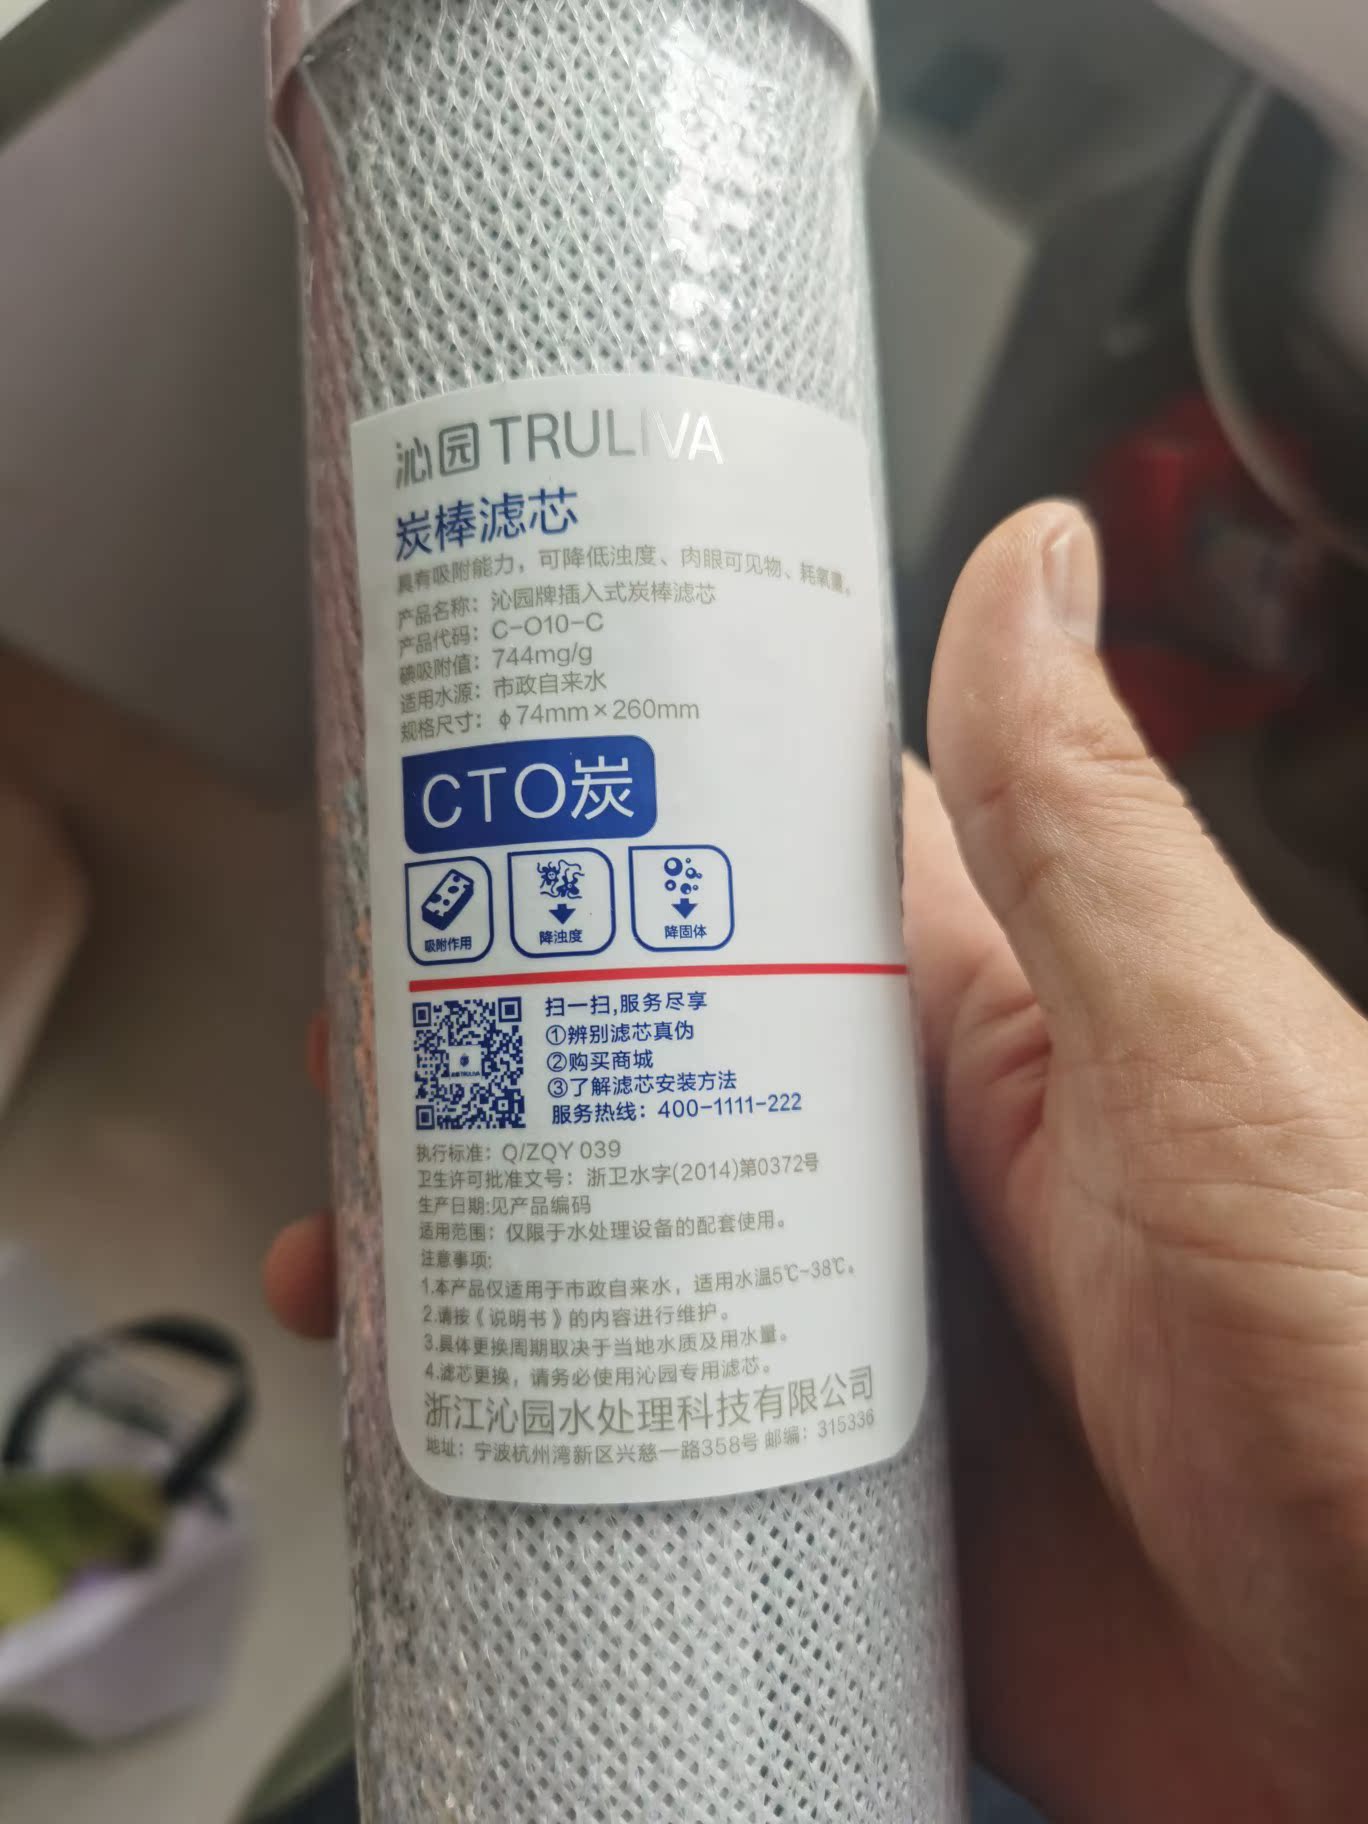 沁园TRULIVA
炭棒滤芯
具有吸附能力，可降低浊度、肉眼可见物、耗氧量。
产品名称：沁园牌插入式炭棒滤芯
产品代码：C-O10-C
碘吸附值：744mg/g
适用水源：市政自来水
规格尺寸：ϕ74mm×260mm
CTO炭
吸附作用 降浊度 降固体
扫一扫,服务尽享
①辨别滤芯真伪
②购买商城
③了解滤芯安装方法
服务热线：400-1111-222
执行标准：Q/ZQY 039
卫生许可批准文号：浙卫水字(2014)第0372号
生产日期:见产品编码
适用范围：仅限于水处理设备的配套使用。
注意事项:
1.本产品仅适用于市政自来水，适用水温5℃~38℃。
2.请按《说明书》的内容进行维护。
3.具体更换周期取决于当地水质及用水量。
4.滤芯更换，请务必使用沁园专用滤芯。
浙江沁园水处理科技有限公司
地址：宁波杭州湾新区兴慈一路358号 邮编：315336